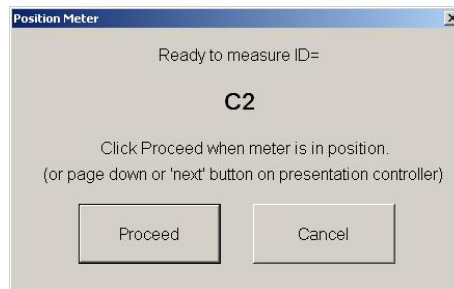 Position Meter
Ready to measure ID=
C2
Click Proceed when meter is in position.
(or page down or 'next' button on presentation controller)
Proceed Cancel